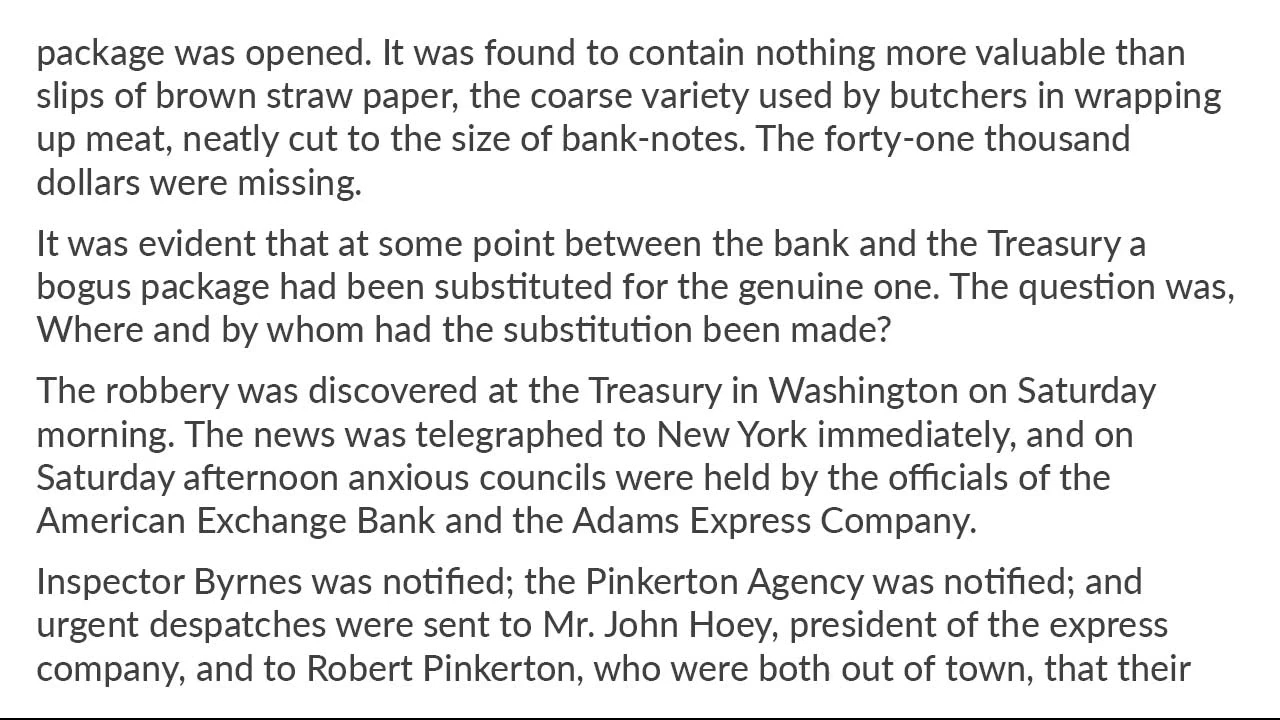 package was opened. It was found to contain nothing more valuable than
slips of brown straw paper, the coarse variety used by butchers in wrapping
up meat, neatly cut to the size of bank-notes. The forty-one thousand
dollars were missing.
It was evident that at some point between the bank and the Treasury a
bogus package had been substituted for the genuine one. The question was,
Where and by whom had the substitution been made?
The robbery was discovered at the Treasury in Washington on Saturday
morning. The news was telegraphed to New York immediately, and on
Saturday afternoon anxious councils were held by the officials of the
American Exchange Bank and the Adams Express Company.
Inspector Byrnes was notified; the Pinkerton Agency was notified; and
urgent despatches were sent to Mr. John Hoey, president of the express
company, and to Robert Pinkerton, who were both out of town, that their